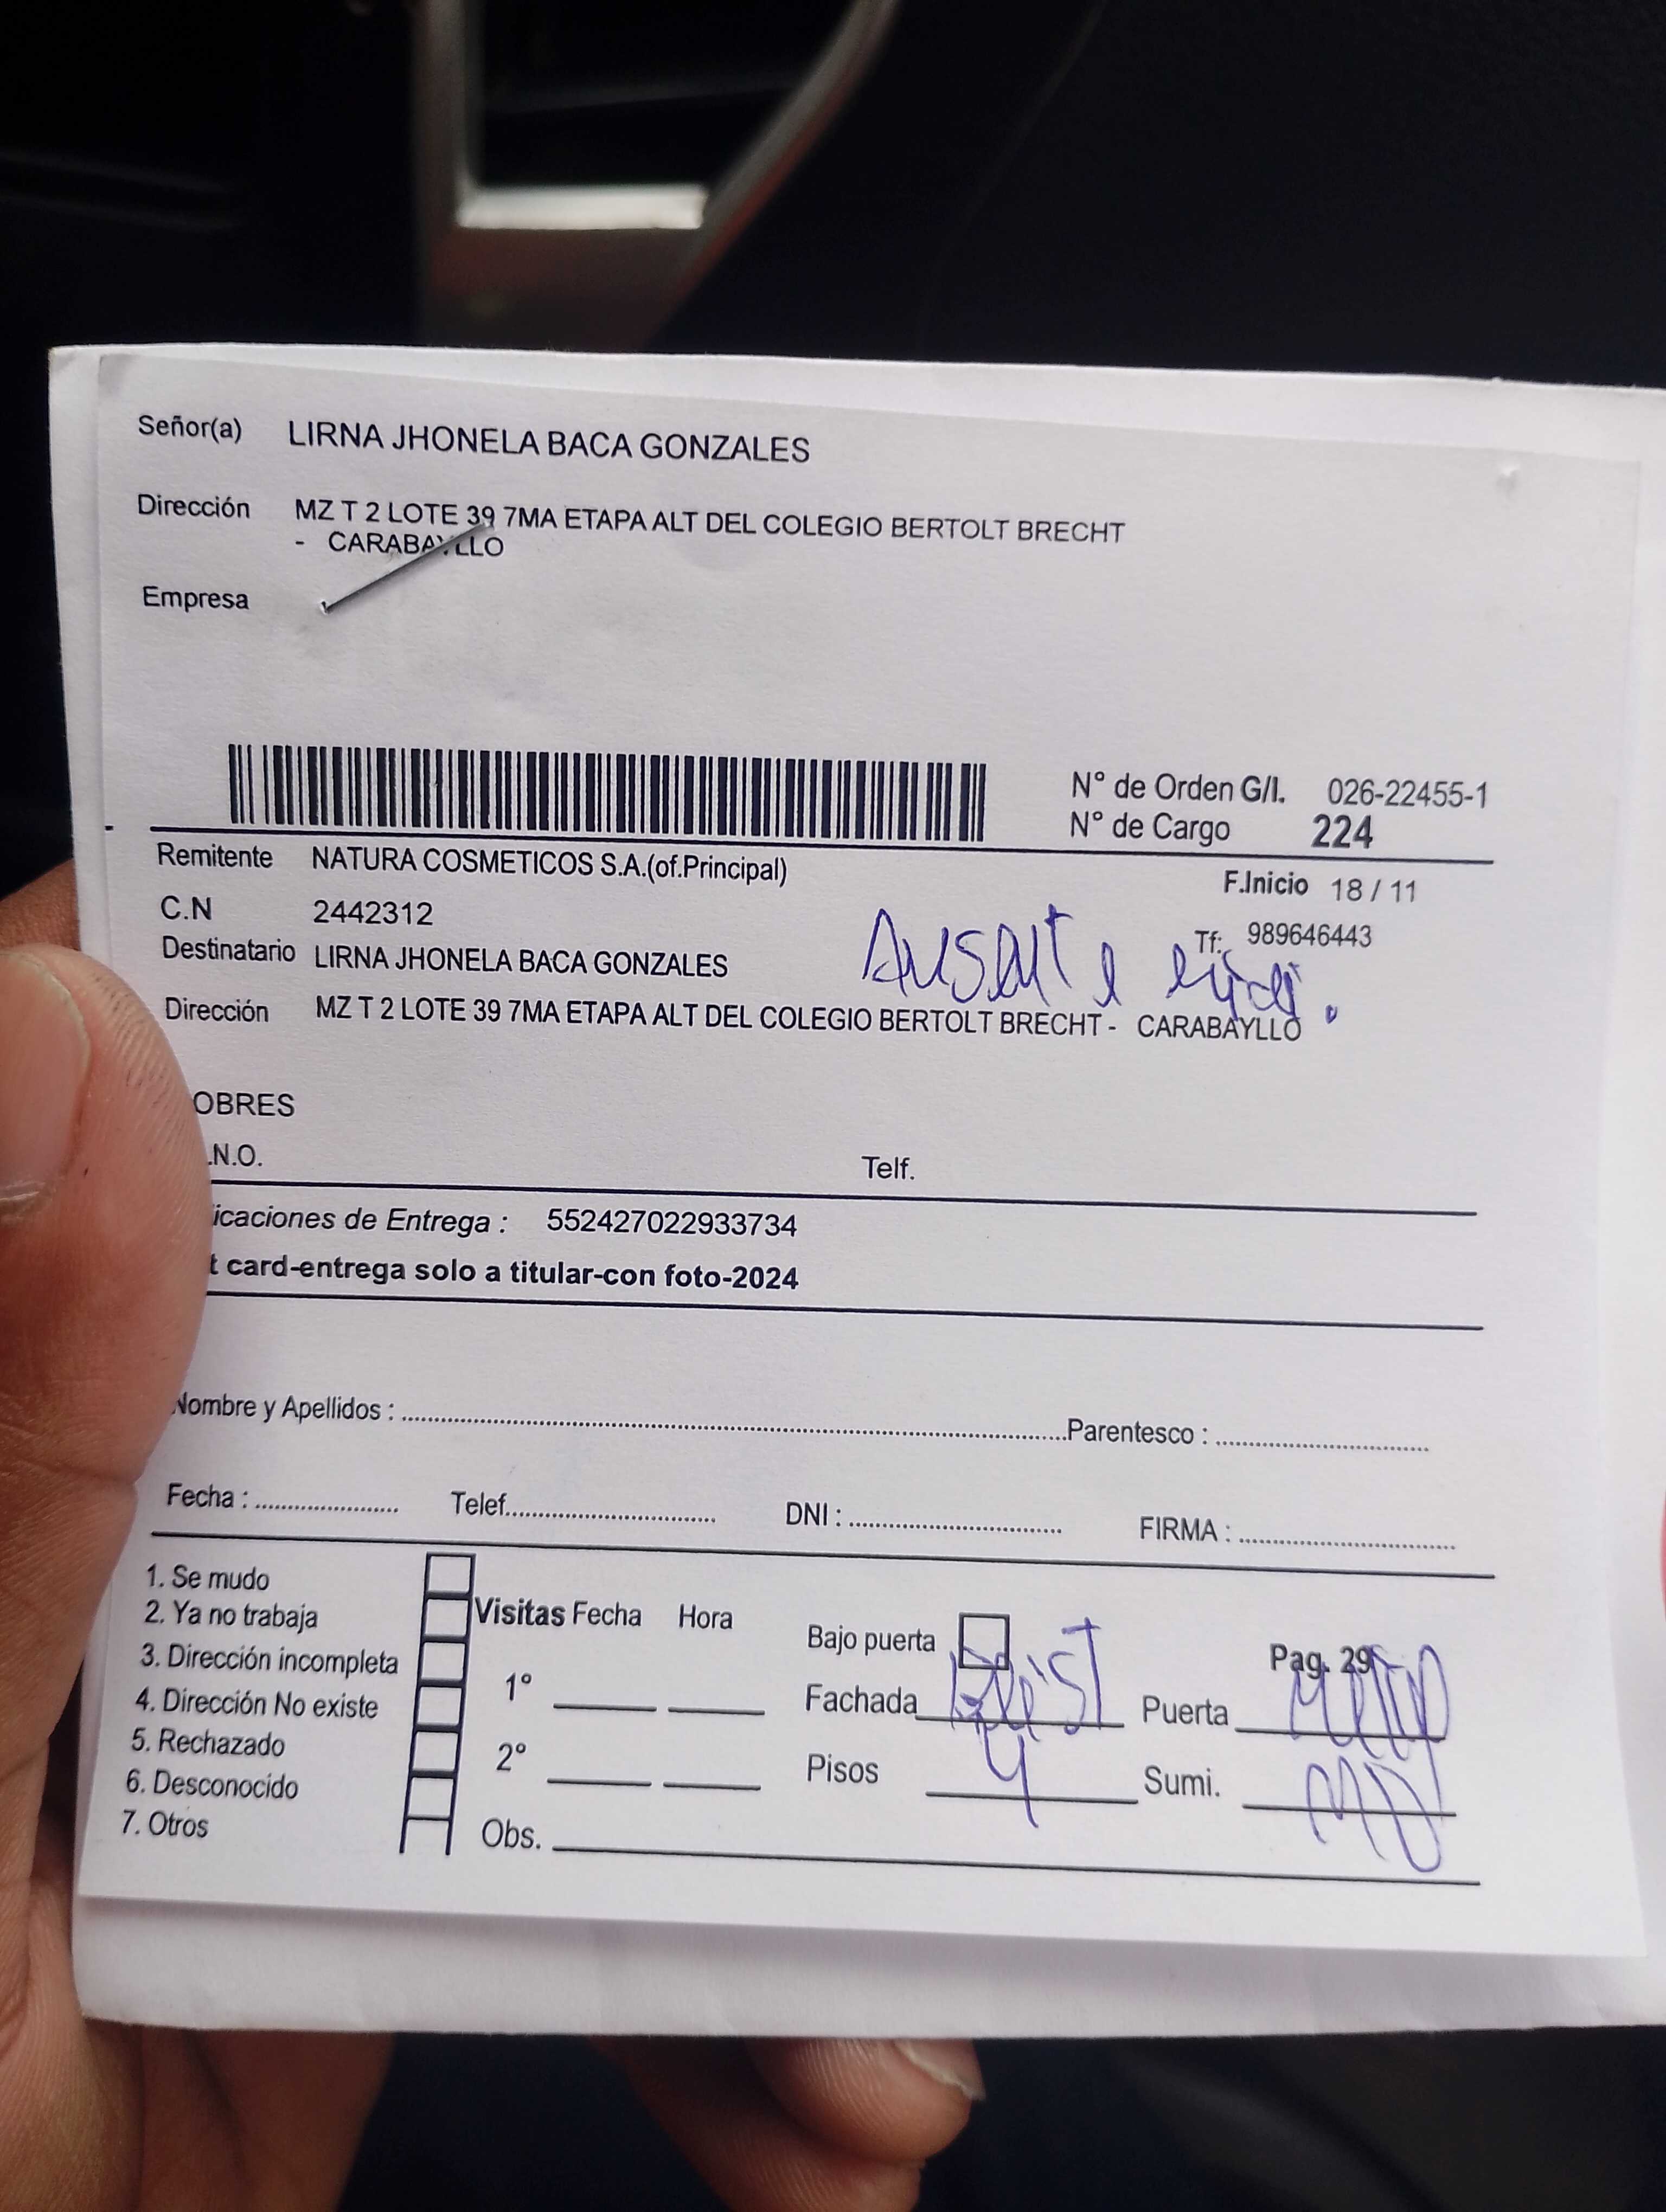 Señor(a) LIRNA JHONELA BACA GONZALES
Dirección MZ T 2 LOTE 39 7MA ETAPA ALT DEL COLEGIO BERTOLT BRECHT
- CARABAYLLO
Empresa
N° de Orden G/I. 026-22455-1
N° de Cargo 224
Remitente NATURA COSMETICOS S.A.(of.Principal)
F.Inicio 18 / 11
C.N 2442312
Tf: 989646443
Destinatario LIRNA JHONELA BACA GONZALES
Dirección MZ T 2 LOTE 39 7MA ETAPA ALT DEL COLEGIO BERTOLT BRECHT - CARABAYLLO
OBRES
.N.O. Telf.
icaciones de Entrega : 552427022933734
t card-entrega solo a titular-con foto-2024
Nombre y Apellidos : Parentesco :
Fecha : Telef. DNI : FIRMA :
1. Se mudo
2. Ya no trabaja
3. Dirección incompleta
4. Dirección No existe
5. Rechazado
6. Desconocido
7. Otros
Visitas Fecha Hora
1°
2°
Obs.
Bajo puerta Pag. 29
Fachada Puerta
Pisos 4 Sumi.